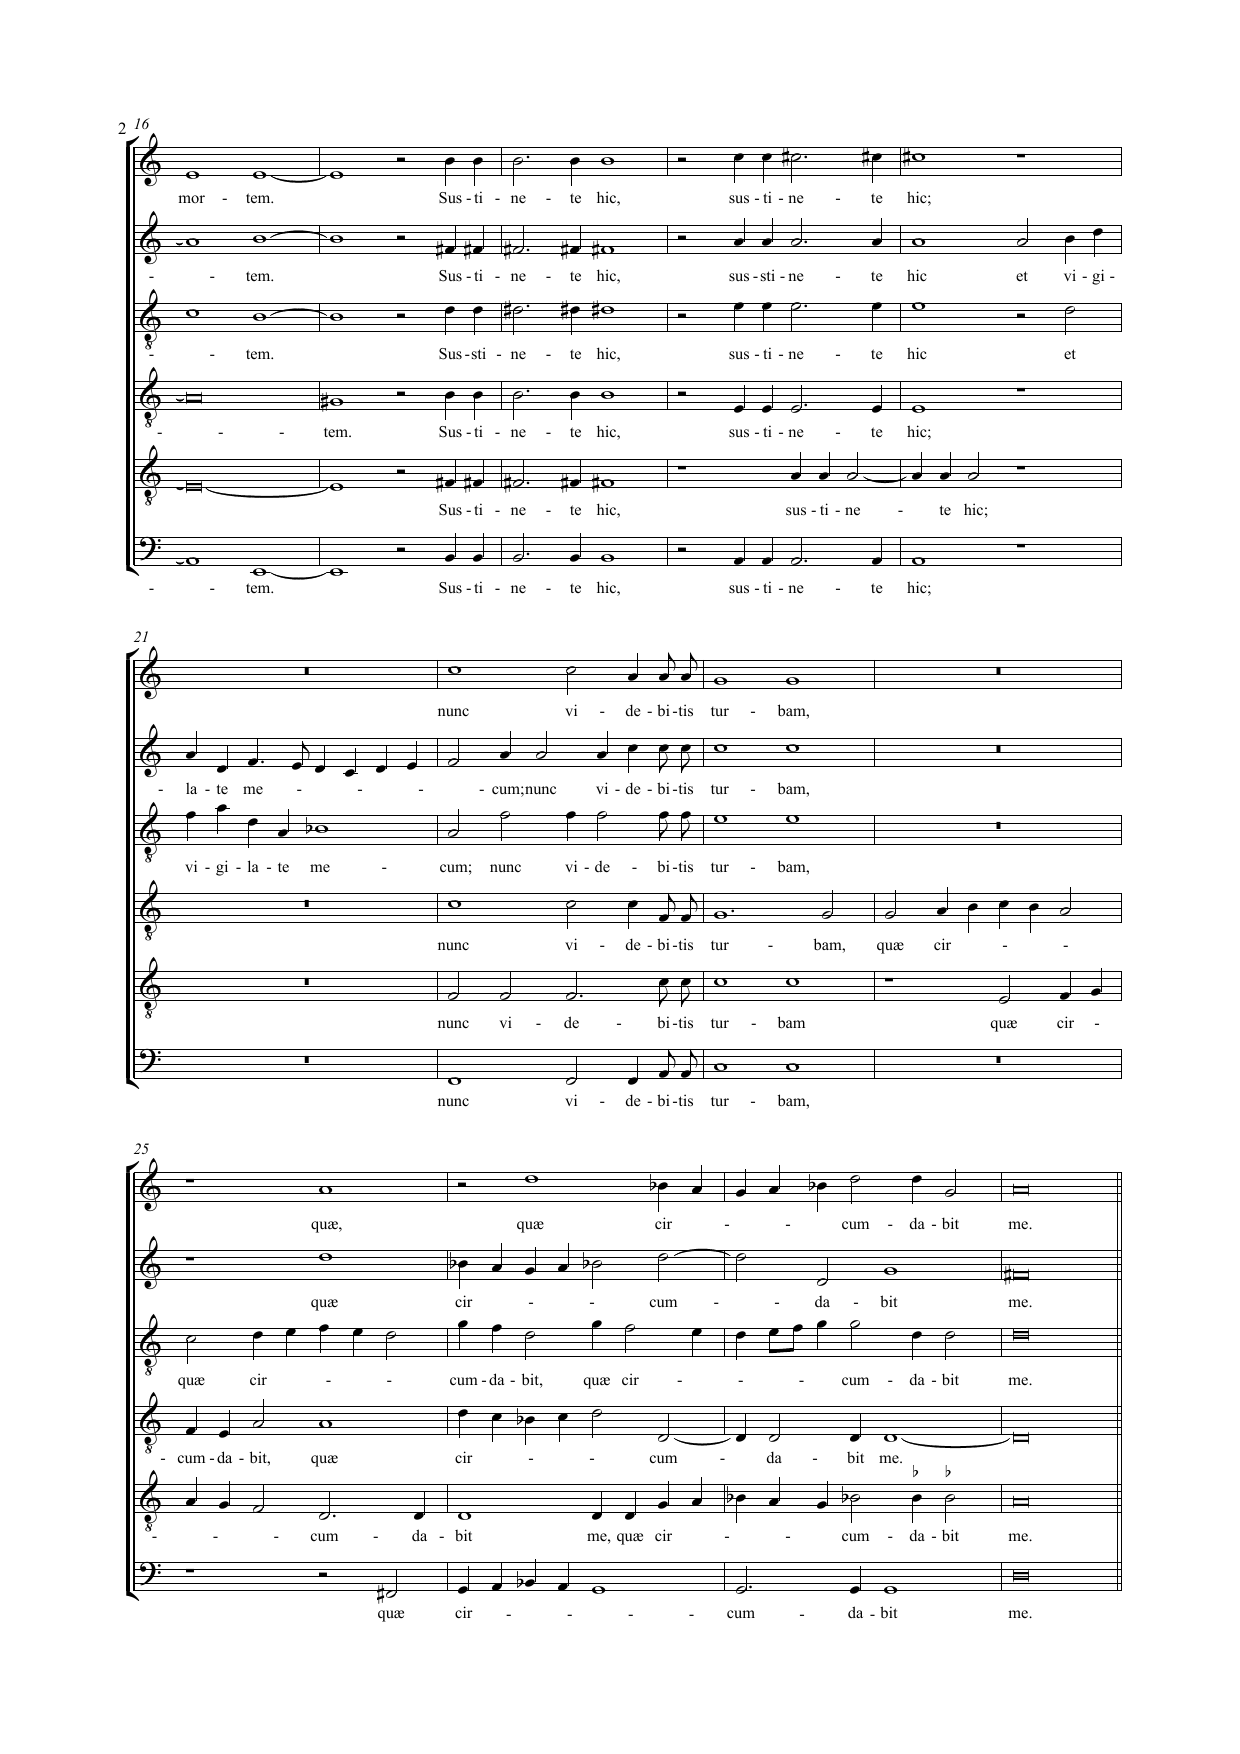 2 16
mor - tem. Sus - ti - ne - te hic, sus - ti - ne - te hic;
- - tem. Sus - ti - ne - te hic, sus - sti - ne - te hic et vi - gi -
- - tem. Sus - sti - ne - te hic, sus - ti - ne - te hic et
- - - tem. Sus - ti - ne - te hic, sus - ti - ne - te hic;
Sus - ti - ne - te hic, sus - ti - ne - te hic;
- - tem. Sus - ti - ne - te hic, sus - ti - ne - te hic;
21
nunc vi - de - bi - tis tur - bam,
- la - te me - - - - cum; nunc vi - de - bi - tis tur - bam,
vi - gi - la - te me - cum; nunc vi - de - bi - tis tur - bam,
nunc vi - de - bi - tis tur - bam, quæ cir - - -
nunc vi - de - bi - tis tur - bam quæ cir -
nunc vi - de - bi - tis tur - bam,
25
quæ, quæ cir - - - cum - da - bit me.
quæ cir - - - cum - - da - bit me.
quæ cir - - - cum - da - bit, quæ cir - - - cum - da - bit me.
- cum - da - bit, quæ cir - - - cum - da - bit me.
- - - cum - da - bit me, quæ cir - - - cum - da - bit me.
quæ cir - - - - cum - da - bit me.